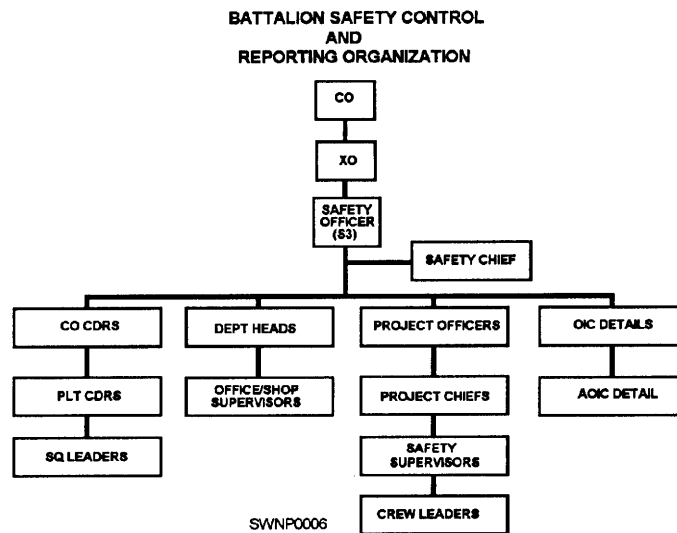 BATTALION SAFETY CONTROL
AND
REPORTING ORGANIZATION
CO
XO
SAFETY
OFFICER
(S3)
SAFETY CHIEF
CO CDRS
DEPT HEADS
PROJECT OFFICERS
OIC DETAILS
PLT CDRS
OFFICE/SHOP
SUPERVISORS
PROJECT CHIEFS
AOIC DETAIL
SQ LEADERS
SAFETY
SUPERVISORS
CREW LEADERS
SWNP0006